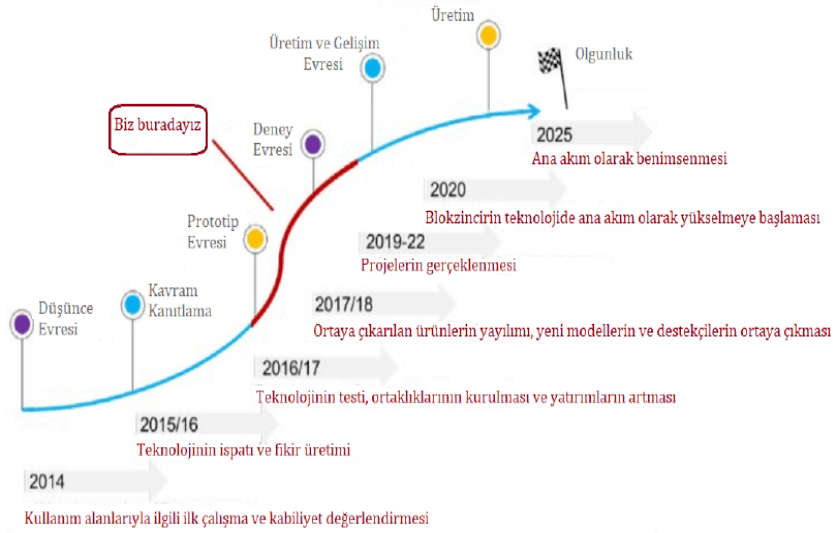 Üretim
Üretim ve Gelişim
Evresi
Olgunluk
Biz buradayız
Deney
Evresi
2025
Ana akım olarak benimsenmesi
2020
Blokzincirin teknolojide ana akım olarak yükselmeye başlaması
Prototip
Evresi
2019-22
Projelerin gerçeklenmesi
Kavram
Kanıtlama
Düşünce
Evresi
2017/18
Ortaya çıkarılan ürünlerin yayılımı, yeni modellerin ve destekçilerin ortaya çıkması
2016/17
Teknolojinin testi, ortaklıklarının kurulması ve yatırımların artması
2015/16
Teknolojinin ispatı ve fikir üretimi
2014
Kullanım alanlarıyla ilgili ilk çalışma ve kabiliyet değerlendirmesi